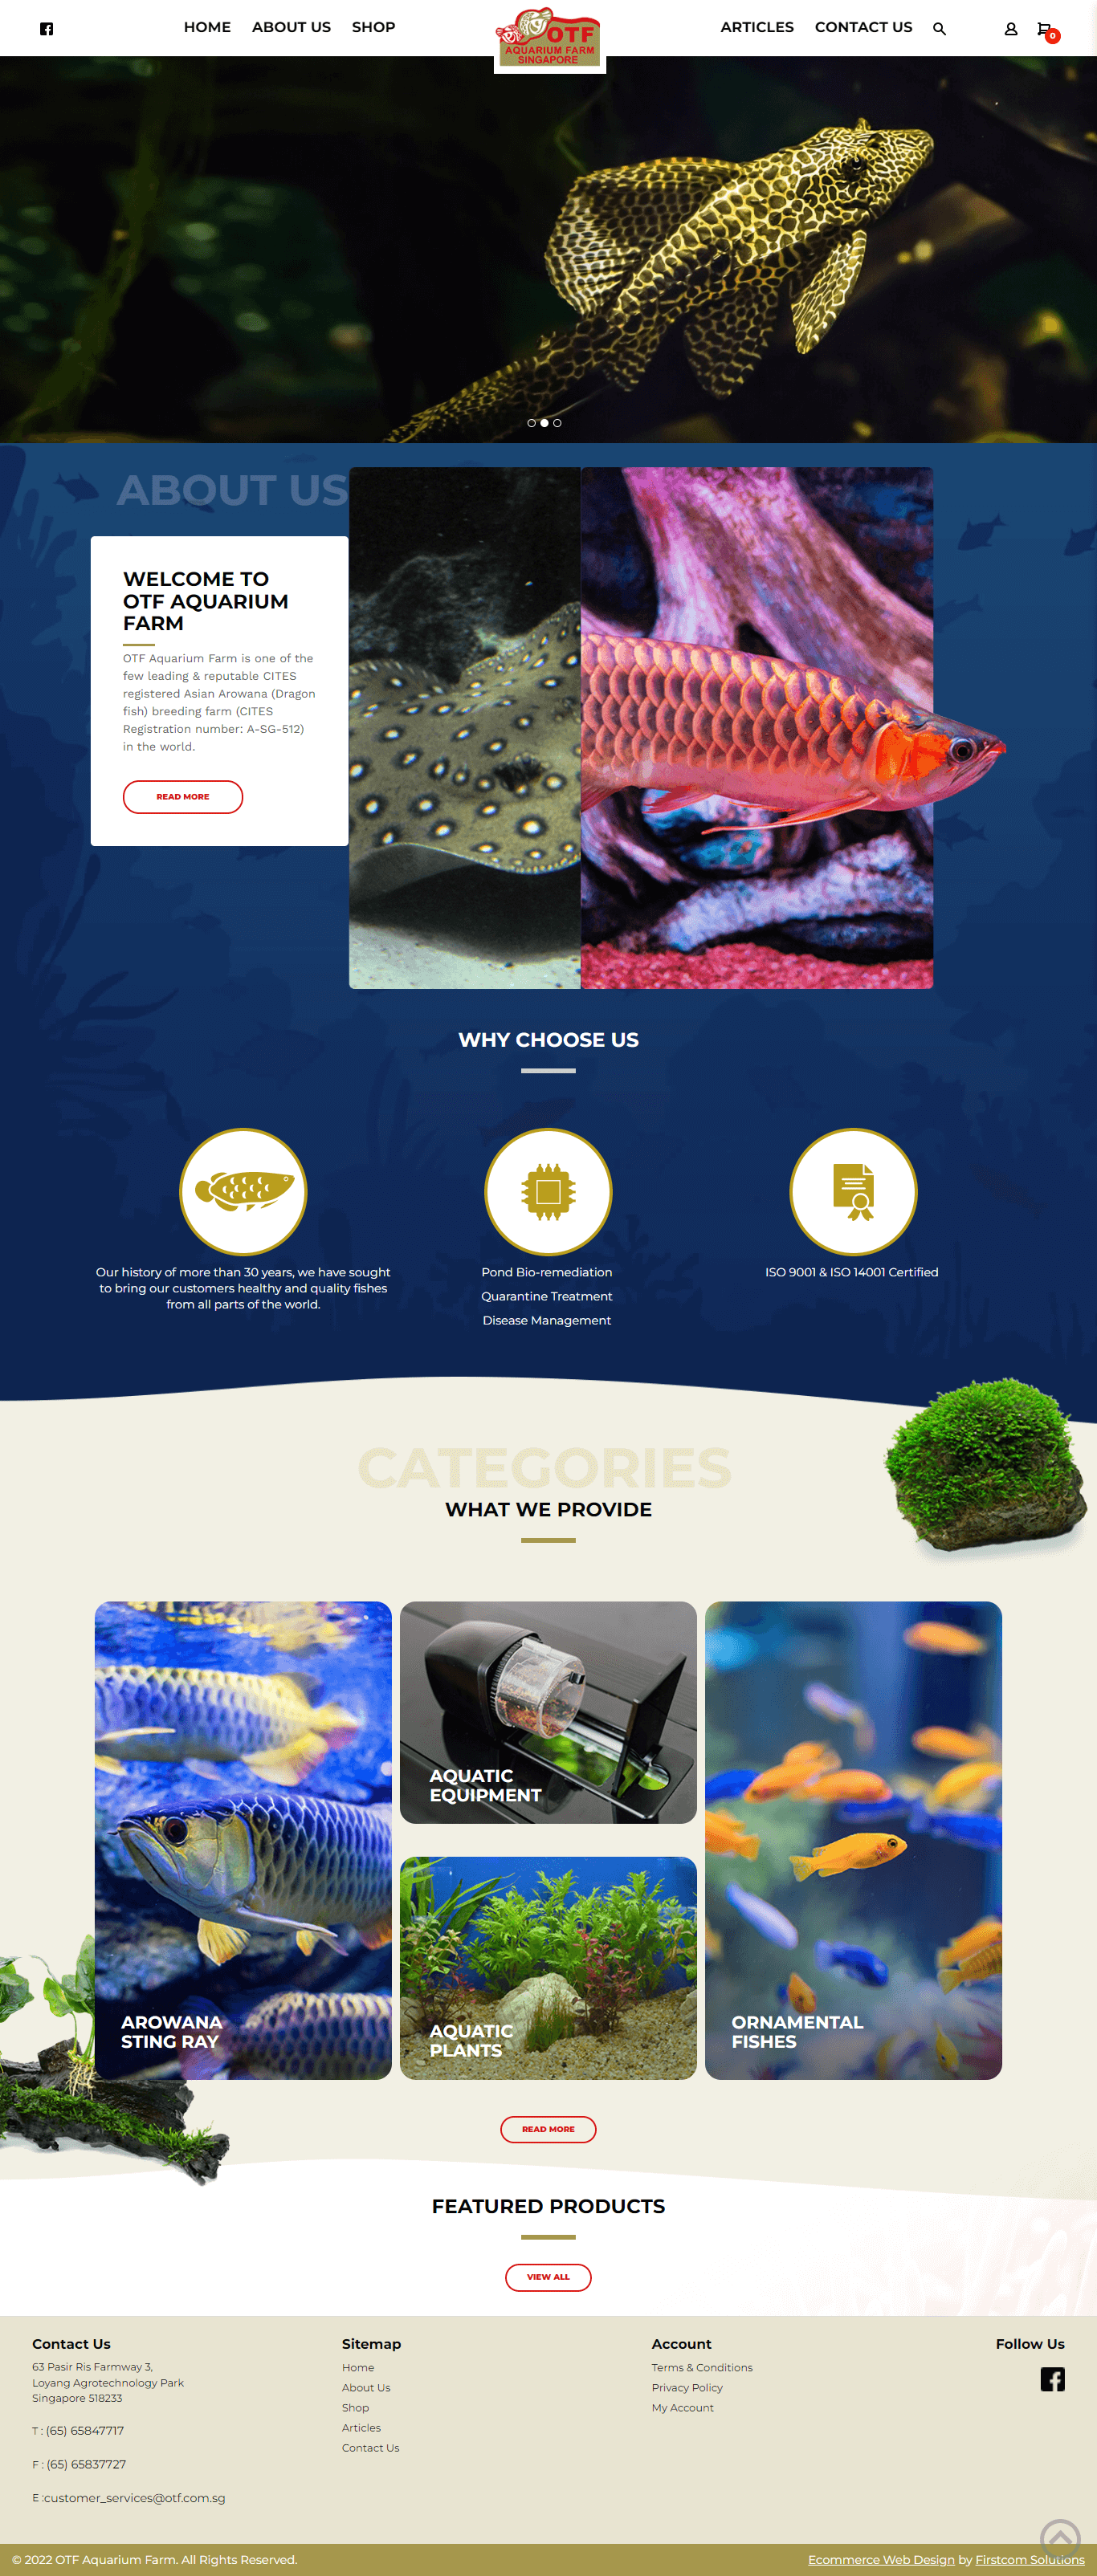 HOME ABOUT US SHOP
OTF
AQUARIUM FARM
SINGAPORE
ARTICLES CONTACT US
0
ABOUT US
WELCOME TO
OTF AQUARIUM
FARM
OTF Aquarium Farm is one of the
few leading & reputable CITES
registered Asian Arowana (Dragon
fish) breeding farm (CITES
Registration number: A-SG-512)
in the world.
READ MORE
WHY CHOOSE US
Our history of more than 30 years, we have sought
to bring our customers healthy and quality fishes
from all parts of the world.
Pond Bio-remediation
Quarantine Treatment
Disease Management
ISO 9001 & ISO 14001 Certified
CATEGORIES
WHAT WE PROVIDE
AROWANA
STING RAY
AQUATIC
EQUIPMENT
AQUATIC
PLANTS
ORNAMENTAL
FISHES
READ MORE
FEATURED PRODUCTS
VIEW ALL
Contact Us
63 Pasir Ris Farmway 3,
Loyang Agrotechnology Park
Singapore 518233
T : (65) 65847717
F : (65) 65837727
E :customer_services@otf.com.sg
Sitemap
Home
About Us
Shop
Articles
Contact Us
Account
Terms & Conditions
Privacy Policy
My Account
Follow Us
© 2022 OTF Aquarium Farm. All Rights Reserved.
Ecommerce Web Design by Firstcom Solutions